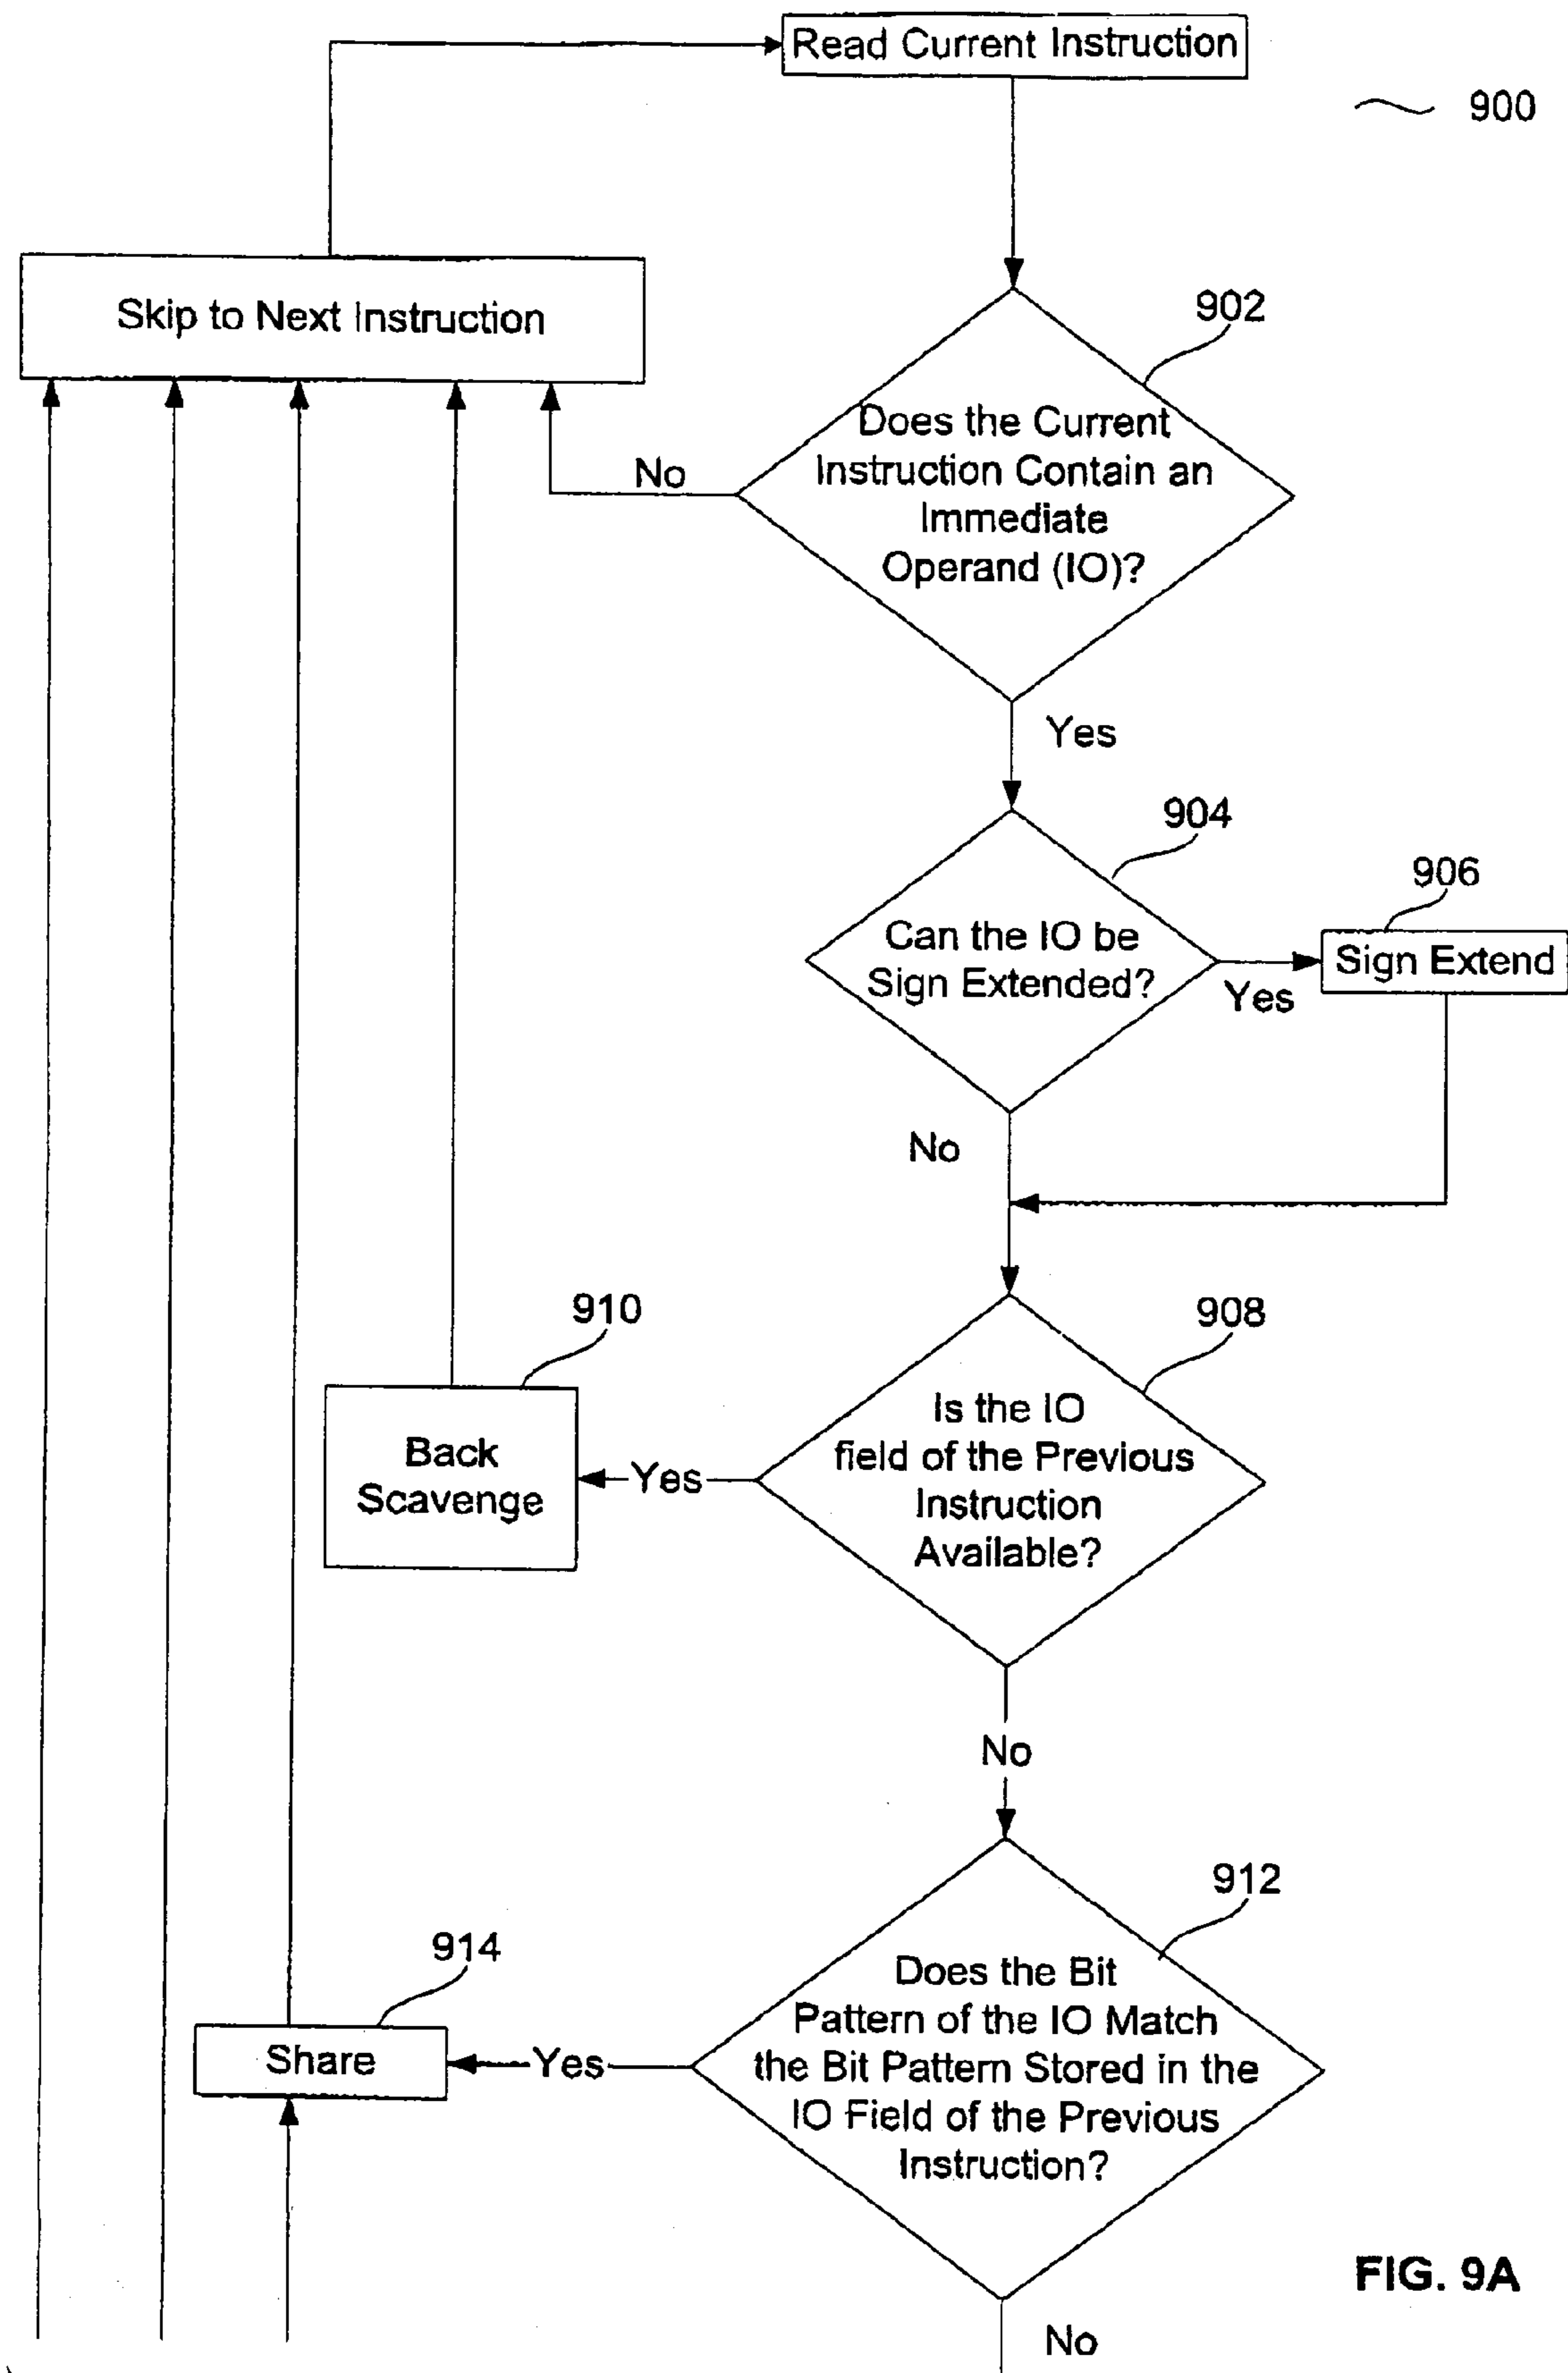 Read Current Instruction
900
Skip to Next Instruction
902
Does the Current
Instruction Contain an
Immediate
Operand (IO)?
No
Yes
904
906
Can the IO be
Sign Extended?
Yes
Sign Extend
No
910
908
Is the IO
field of the Previous
Instruction
Available?
Yes
Back
Scavenge
No
912
914
Does the Bit
Pattern of the IO Match
the Bit Pattern Stored in the
IO Field of the Previous
Instruction?
Yes
Share
FIG. 9A
No